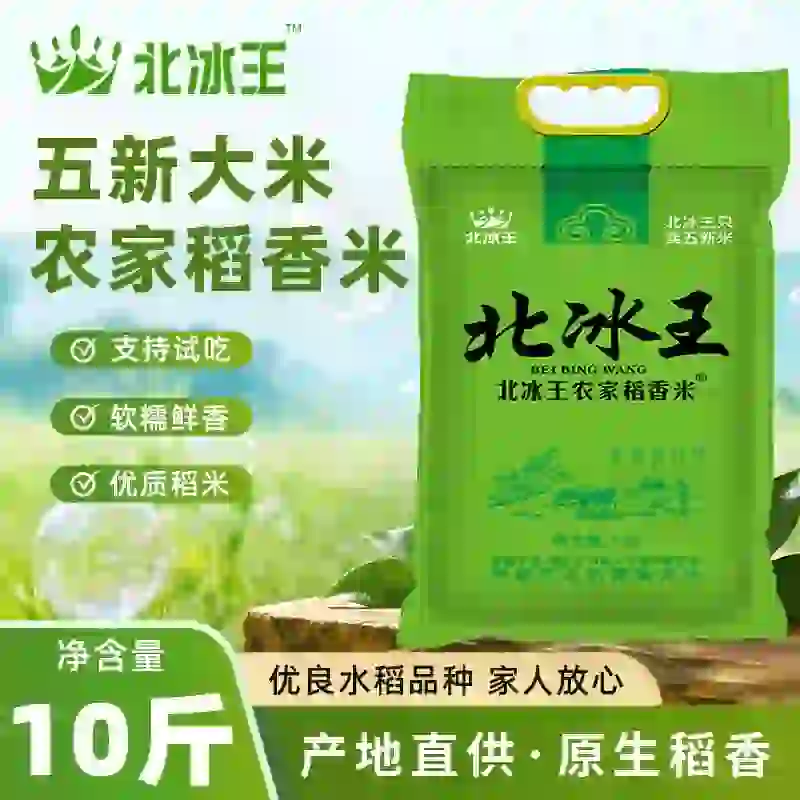 北冰王™
五新大米
农家稻香米
支持试吃
软糯鲜香
优质稻米
北冰王
北冰王只
卖五新米
北冰王
BEI BING WANG
北冰王农家稻香米
净含量
10斤
优良水稻品种 家人放心
产地直供·原生稻香